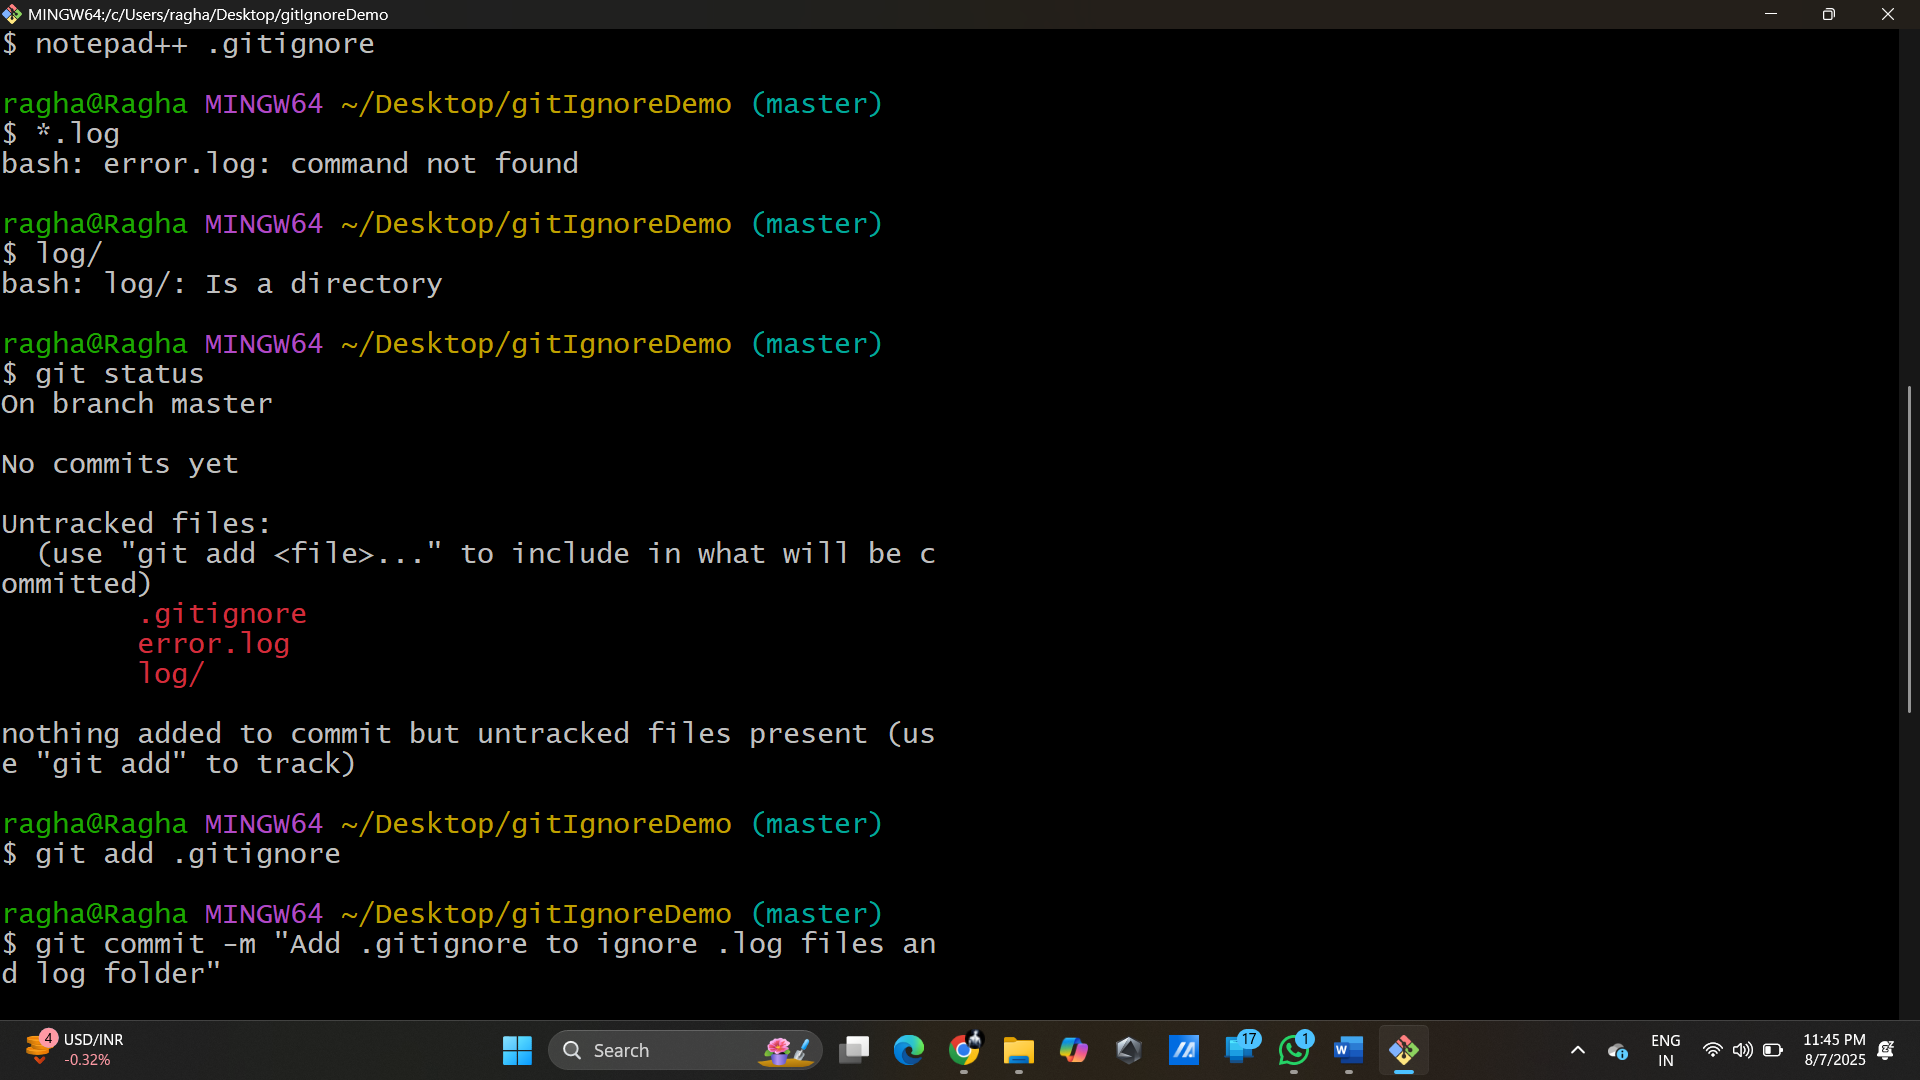 MINGW64:/c/Users/ragha/Desktop/gitIgnoreDemo
$ notepad++ .gitignore
ragha@Ragha MINGW64 ~/Desktop/gitIgnoreDemo (master)
$ *.log
bash: error.log: command not found
ragha@Ragha MINGW64 ~/Desktop/gitIgnoreDemo (master)
$ log/
bash: log/: Is a directory
ragha@Ragha MINGW64 ~/Desktop/gitIgnoreDemo (master)
$ git status
On branch master
No commits yet
Untracked files:
(use "git add <file>..." to include in what will be c
ommitted)
.gitignore
error.log
log/
nothing added to commit but untracked files present (us
e "git add" to track)
ragha@Ragha MINGW64 ~/Desktop/gitIgnoreDemo (master)
$ git add .gitignore
ragha@Ragha MINGW64 ~/Desktop/gitIgnoreDemo (master)
$ git commit -m "Add .gitignore to ignore .log files an
d log folder"
4 USD/INR
-0.32%
Search
17
1
W
ENG
IN
11:45 PM
8/7/2025